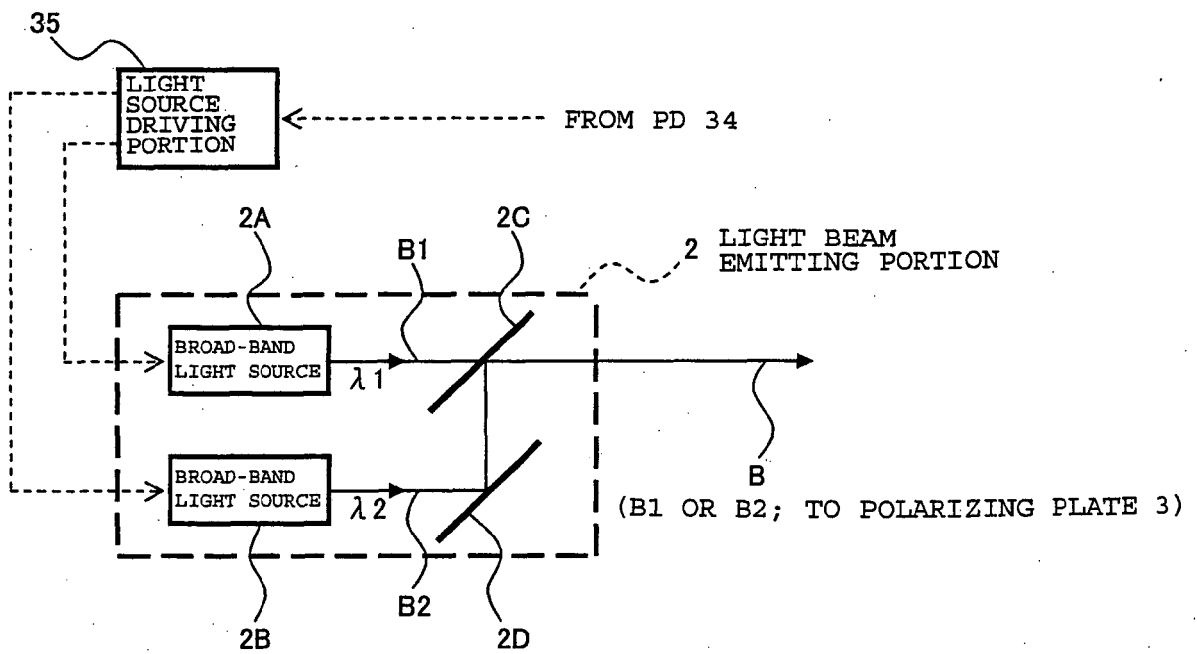 35
LIGHT
SOURCE
DRIVING
PORTION
FROM PD 34
2A
2C
B1
2 LIGHT BEAM
EMITTING PORTION
BROAD-BAND
LIGHT SOURCE
λ1
BROAD-BAND
LIGHT SOURCE
λ2
B
(B1 OR B2; TO POLARIZING PLATE 3)
B2
2B
2D